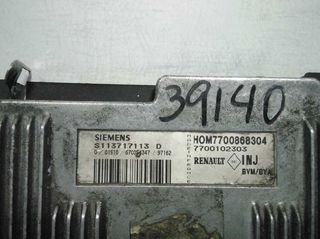 39140
SIEMENS
S113717113 D
HOM7700868304
7700102303
RENAULT INJ
BVM/BVA